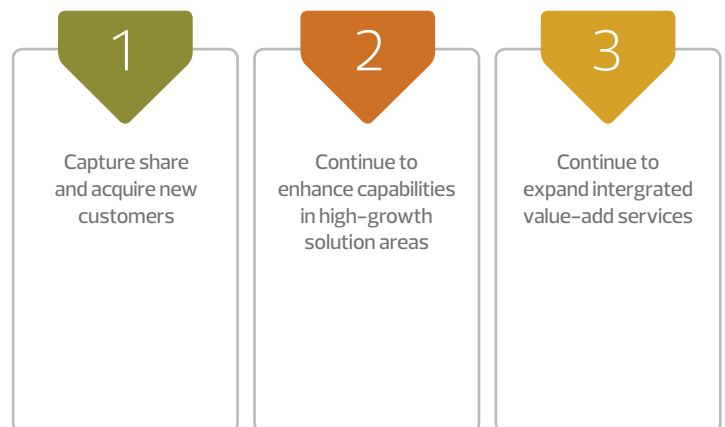 1
Capture share
and acquire new
customers
2
Continue to
enhance capabilities
in high-growth
solution areas
3
Continue to
expand intergrated
value-add services